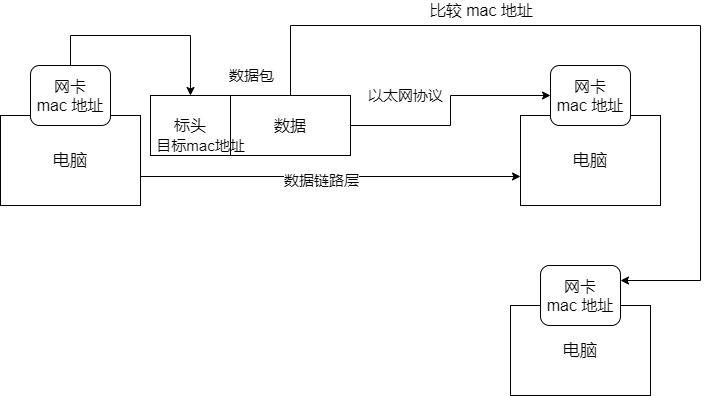 比较 mac 地址
网卡
mac 地址
电脑
数据包
标头
目标mac地址
数据
以太网协议
网卡
mac 地址
电脑
数据链路层
网卡
mac 地址
电脑